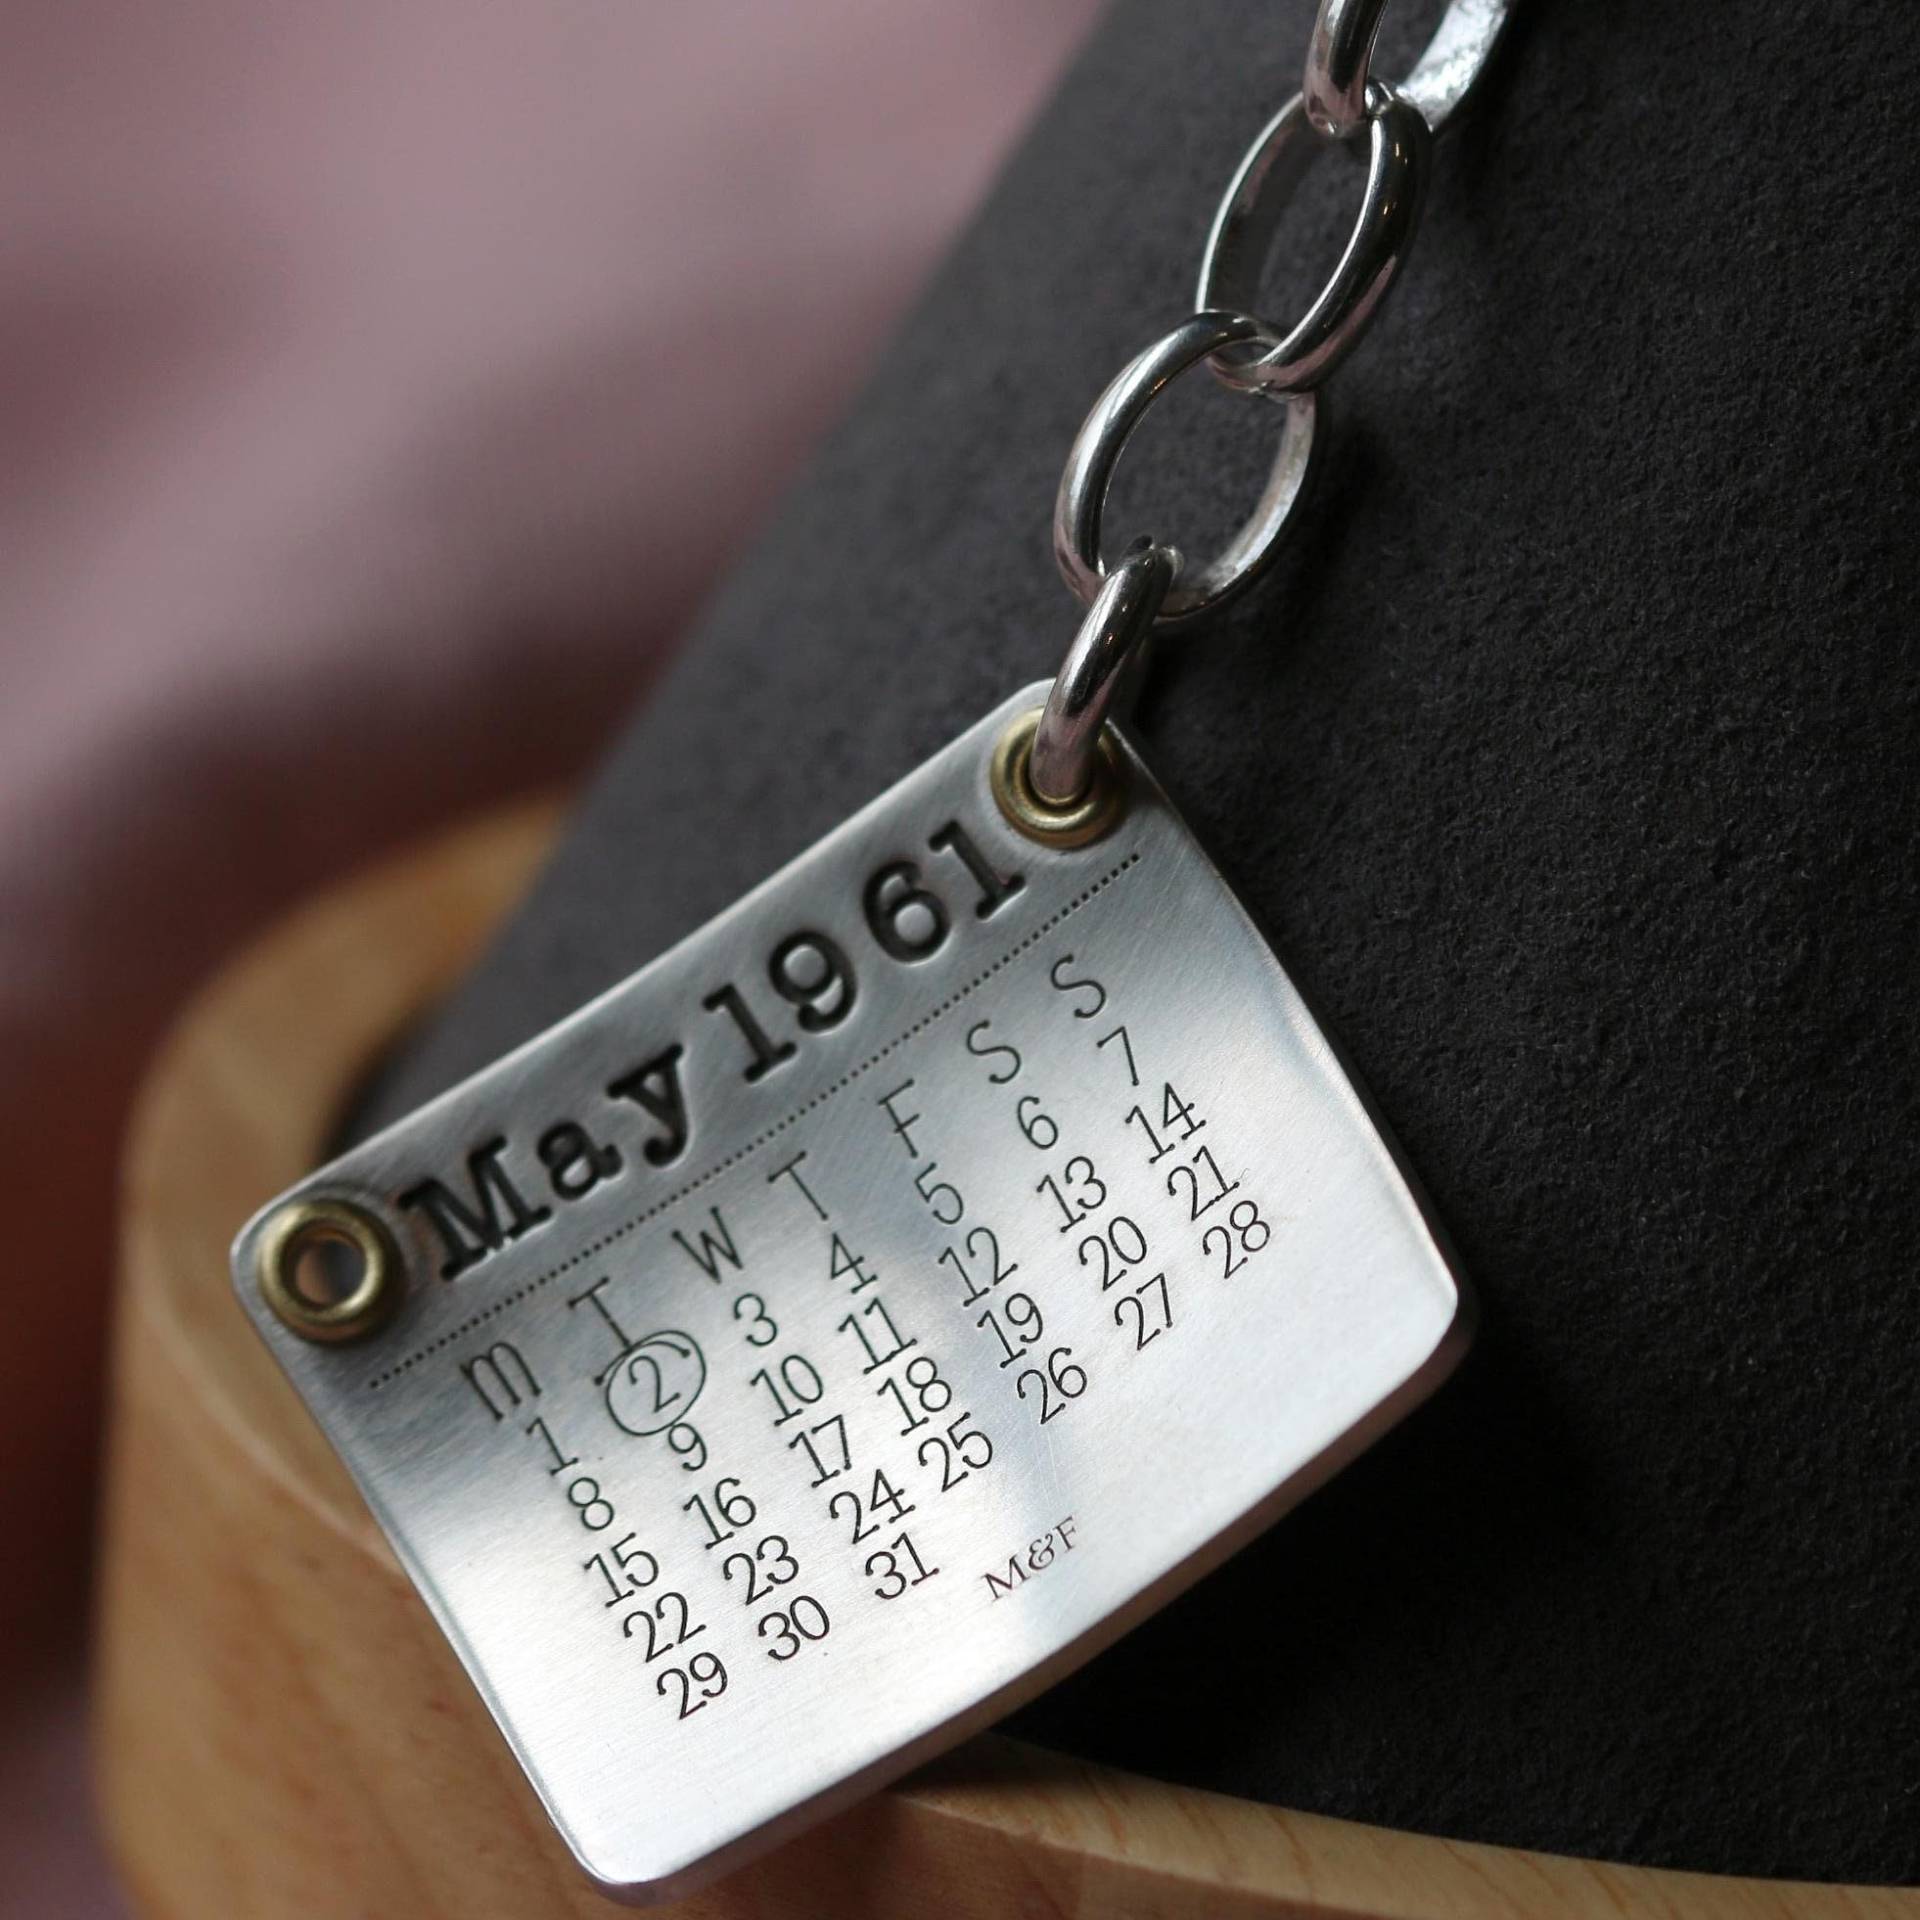 May 1961
M T W T F S S
1 2 3 4 5 6 7
8 9 10 11 12 13 14
15 16 17 18 19 20 21
22 23 24 25 26 27 28
29 30 31
M&F